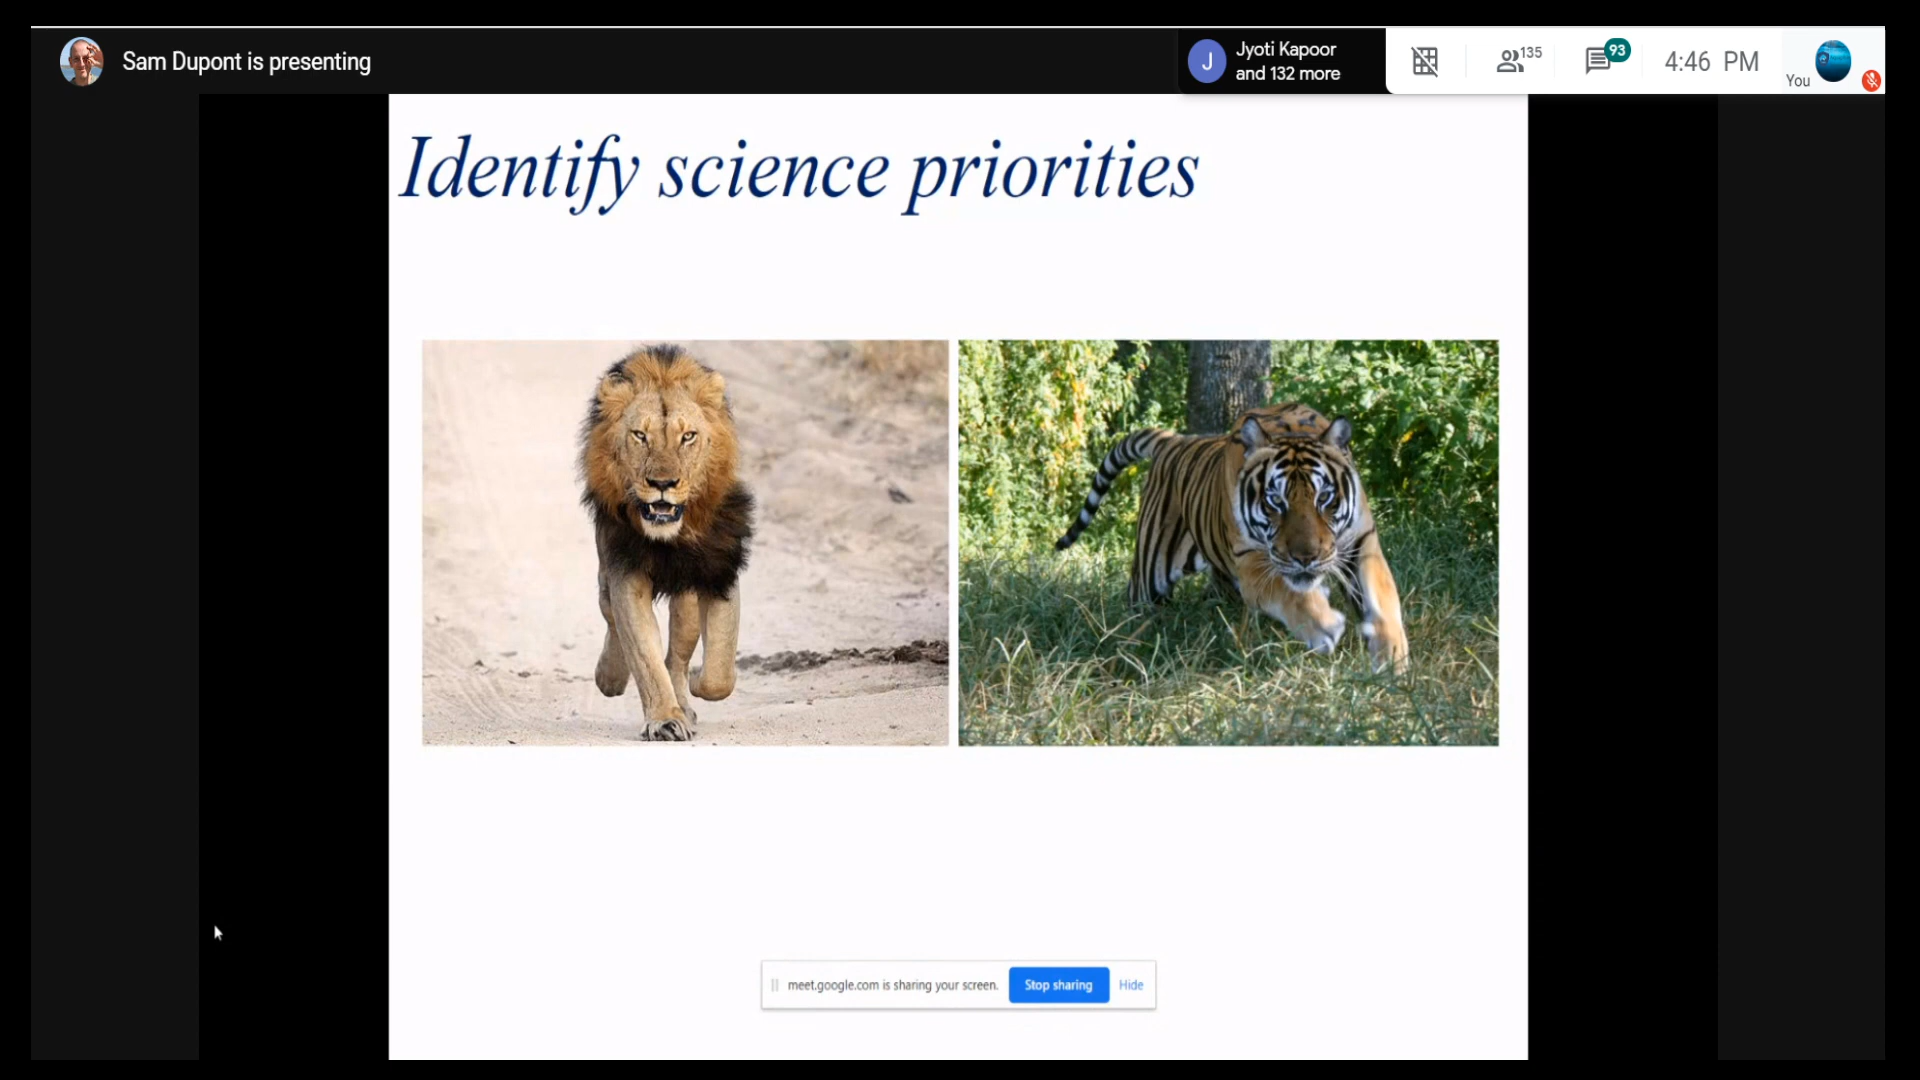 Sam Dupont is presenting
J
Jyoti Kapoor
and 132 more
135
93
4:46 PM
You
Identify science priorities
meet.google.com is sharing your screen.
Stop sharing
Hide